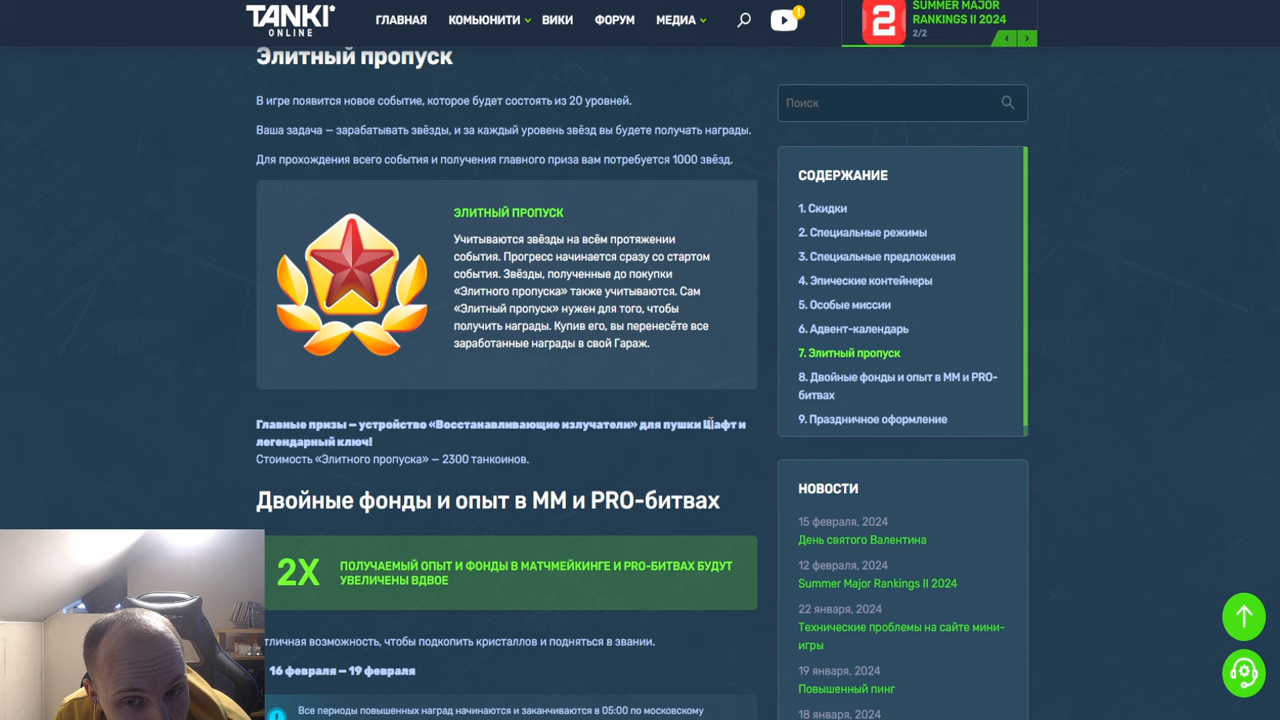 TANKI
ONLINE
ГЛАВНАЯ
КОМЬЮНИТИ
ВИКИ
ФОРУМ
МЕДИА
1
2
SUMMER MAJOR
RANKINGS II 2024
2/2
Элитный пропуск
В игре появится новое событие, которое будет состоять из 20 уровней.
Ваша задача — зарабатывать звёзды, и за каждый уровень звёзд вы будете получать награды.
Для прохождения всего события и получения главного приза вам потребуется 1000 звёзд.
ЭЛИТНЫЙ ПРОПУСК
Учитываются звёзды на всём протяжении
события. Прогресс начинается сразу со стартом
события. Звёзды, полученные до покупки
«Элитного пропуска» также учитываются. Сам
«Элитный пропуск» нужен для того, чтобы
получить награды. Купив его, вы перенесёте все
заработанные награды в свой Гараж.
Главные призы — устройство «Восстанавливающие излучатели» для пушки Шафт и
легендарный ключ!
Стоимость «Элитного пропуска» — 2300 танкоинов.
Двойные фонды и опыт в ММ и PRO-битвах
2X
ПОЛУЧАЕМЫЙ ОПЫТ И ФОНДЫ В МАТЧМЕЙКИНГЕ И PRO-БИТВАХ БУДУТ
УВЕЛИЧЕНЫ ВДВОЕ
тличная возможность, чтобы подкопить кристаллов и подняться в звании.
16 февраля — 19 февраля
Все периоды повышенных наград начинаются и заканчиваются в 05:00 по московскому
Поиск
СОДЕРЖАНИЕ
1. Скидки
2. Специальные режимы
3. Специальные предложения
4. Эпические контейнеры
5. Особые миссии
6. Адвент-календарь
7. Элитный пропуск
8. Двойные фонды и опыт в ММ и PRO-
битвах
9. Праздничное оформление
НОВОСТИ
15 февраля, 2024
День святого Валентина
12 февраля, 2024
Summer Major Rankings II 2024
22 января, 2024
Технические проблемы на сайте мини-
игры
19 января, 2024
Повышенный пинг
18 января, 2024